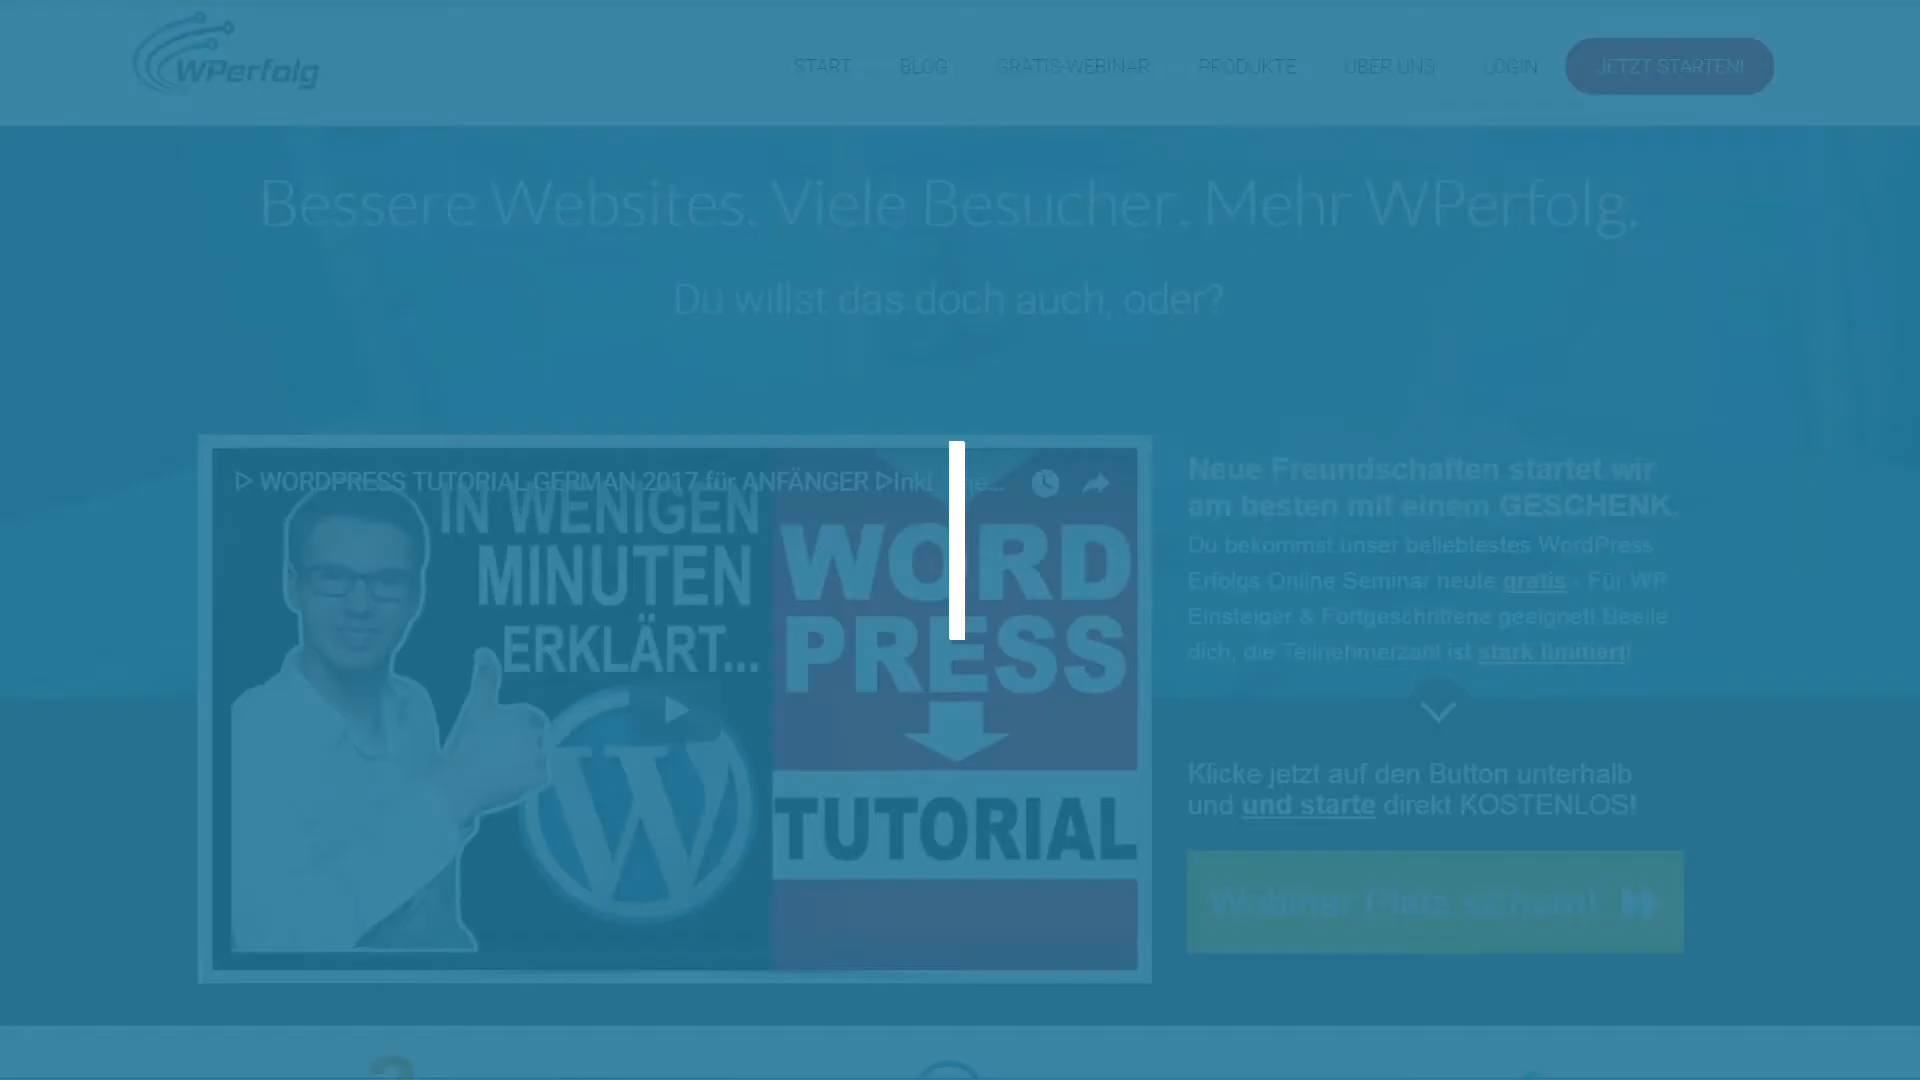 WPerfolg
START BLOG GRATIS-WEBINAR PRODUKTE ÜBER UNS LOGIN JETZT STARTEN!
Bessere Websites. Viele Besucher. Mehr WPerfolg.
Du willst das doch auch, oder?
WORDPRESS TUTORIAL GERMAN 2017 für ANFÄNGER
IN WENIGEN
MINUTEN
ERKLÄRT...
WORD
PRESS
TUTORIAL
Neue Freundschaften startet wir
am besten mit einem GESCHENK.
Du bekommst unser beliebtestes WordPress
Erfolgs Online Seminar heute gratis - Für WP
Einsteiger & Fortgeschrittene geeignet! Beeile
dich, die Teilnehmerzahl ist stark limitiert!
Klicke jetzt auf den Button unterhalb
und und starte direkt KOSTENLOS!
Webinar Platz sichern!